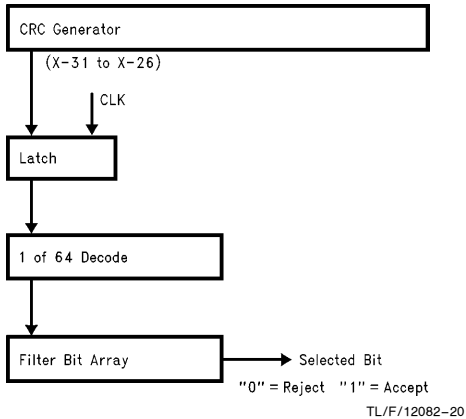 CRC Generator
(X-31 to X-26)
CLK
Latch
1 of 64 Decode
Filter Bit Array
Selected Bit
"0" = Reject "1" = Accept
TL/F/12082-20